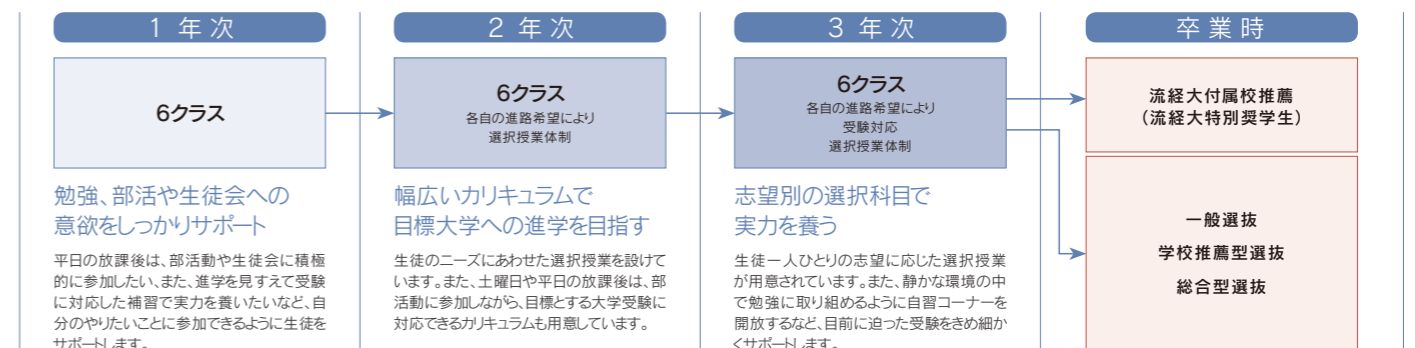 1 年次
6クラス
勉強、部活や生徒会への
意欲をしっかりサポート
平日の放課後は、部活動や生徒会に積極
的に参加したい、また、進学を見すえて受験
に対応した補習で実力を養いたいなど、自
分のやりたいことに参加できるように生徒を
サポートします。
2 年次
6クラス
各自の進路希望により
選択授業体制
幅広いカリキュラムで
目標大学への進学を目指す
生徒のニーズにあわせた選択授業を設けて
います。また、土曜日や平日の放課後は、部
活動に参加しながら、目標とする大学受験に
対応できるカリキュラムも用意しています。
3 年次
6クラス
各自の進路希望により
受験対応
選択授業体制
志望別の選択科目で
実力を養う
生徒一人ひとりの志望に応じた選択授業
が用意されています。また、静かな環境の中
で勉強に取り組めるように自習コーナーを
開放するなど、目前に迫った受験をきめ細か
くサポートします。
卒業時
流経大付属校推薦
(流経大特別奨学生)
一般選抜
学校推薦型選抜
総合型選抜